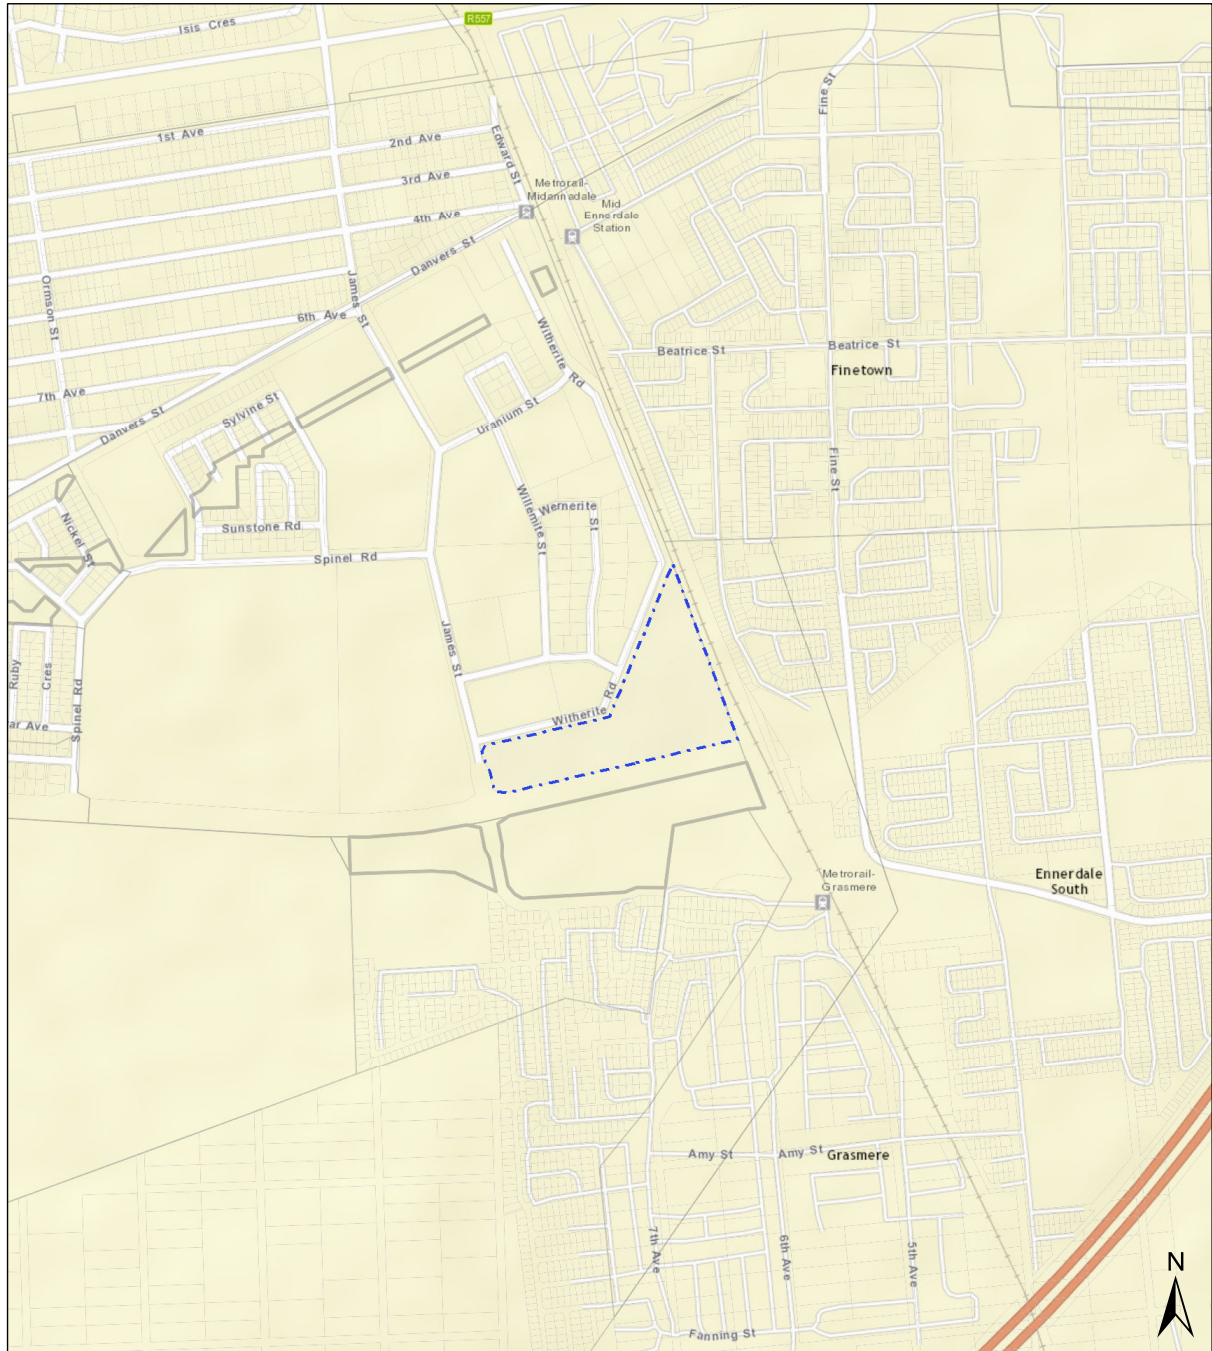 Isis Cres
R557
1st Ave
2nd Ave
Edward St
Fine St
3rd Ave
Metrorail-
Midannadale
4th Ave
Mid
Ennerdale
Station
Danvers St
Ormson St
James St
6th Ave
Witherite Rd
Beatrice St
Beatrice St
Finetown
7th Ave
Danvers St
Sylvine St
Uranium St
Fine St
Nickel St
Sunstone Rd
Willemite St
Wernerite St
Spinel Rd
James St
Ruby
Cres
Spinel Rd
ar Ave
Witherite Rd
Metrorail-
Grasmere
Ennerdale
South
Amy St
Amy St
Grasmere
7th Ave
6th Ave
5th Ave
Fanning St
N